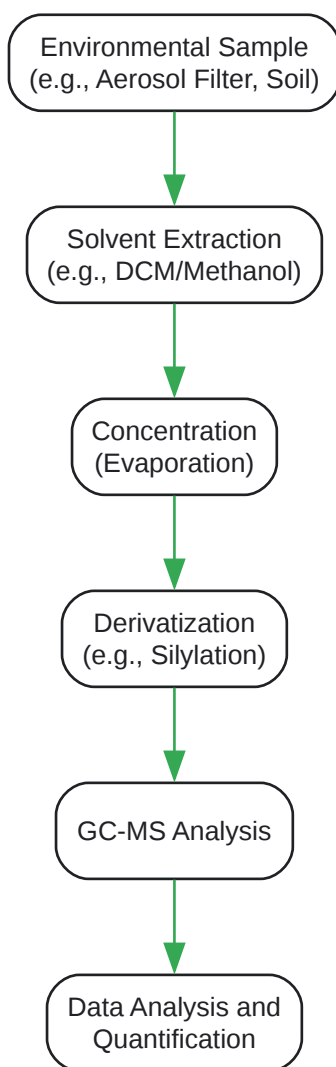 Environmental Sample
(e.g., Aerosol Filter, Soil)
Solvent Extraction
(e.g., DCM/Methanol)
Concentration
(Evaporation)
Derivatization
(e.g., Silylation)
GC-MS Analysis
Data Analysis and
Quantification